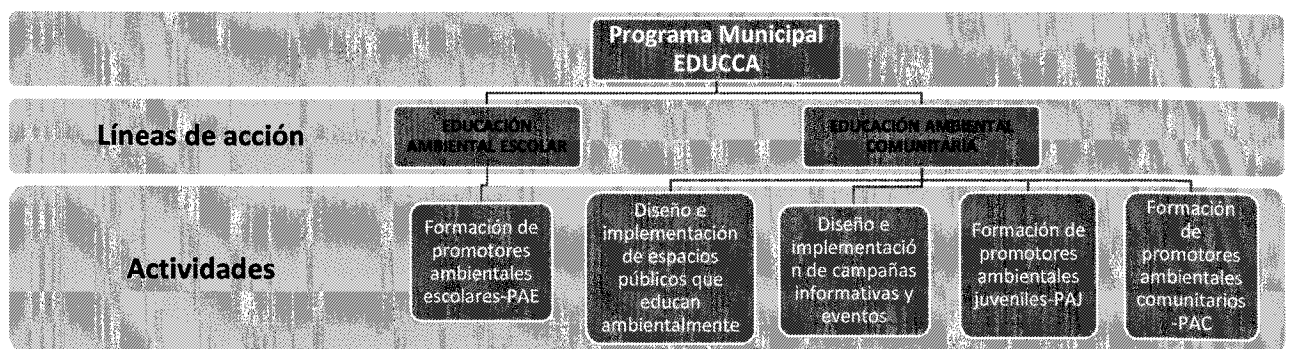 Programa Municipal
EDUCCA
Líneas de acción
EDUCACIÓN
AMBIENTAL ESCOLAR
EDUCACIÓN AMBIENTAL
COMUNITARIA
Actividades
Formación de
promotores
ambientales
escolares-PAE
Diseño e
implementación
de espacios
públicos que
educan
ambientalmente
Diseño e
implementació
n de campañas
informativas y
eventos
Formación de
promotores
ambientales
juveniles-PAJ
Formación
de
promotores
ambientales
comunitarios
-PAC